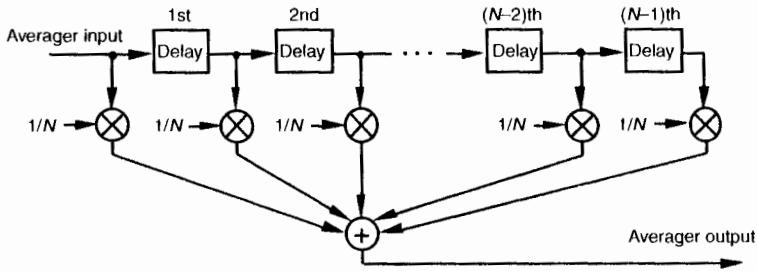 1st 2nd (N–2)th (N–1)th
Averager input
Delay Delay · · · Delay Delay
1/N 1/N 1/N 1/N 1/N
+
Averager output